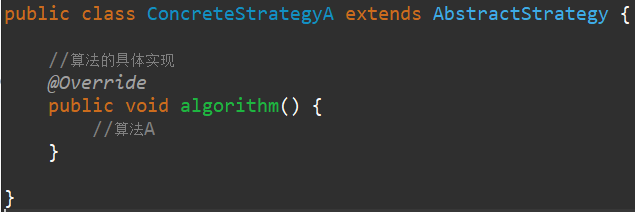 public class ConcreteStrategyA extends AbstractStrategy {
//算法的具体实现
@Override
public void algorithm() {
//算法A
}
}